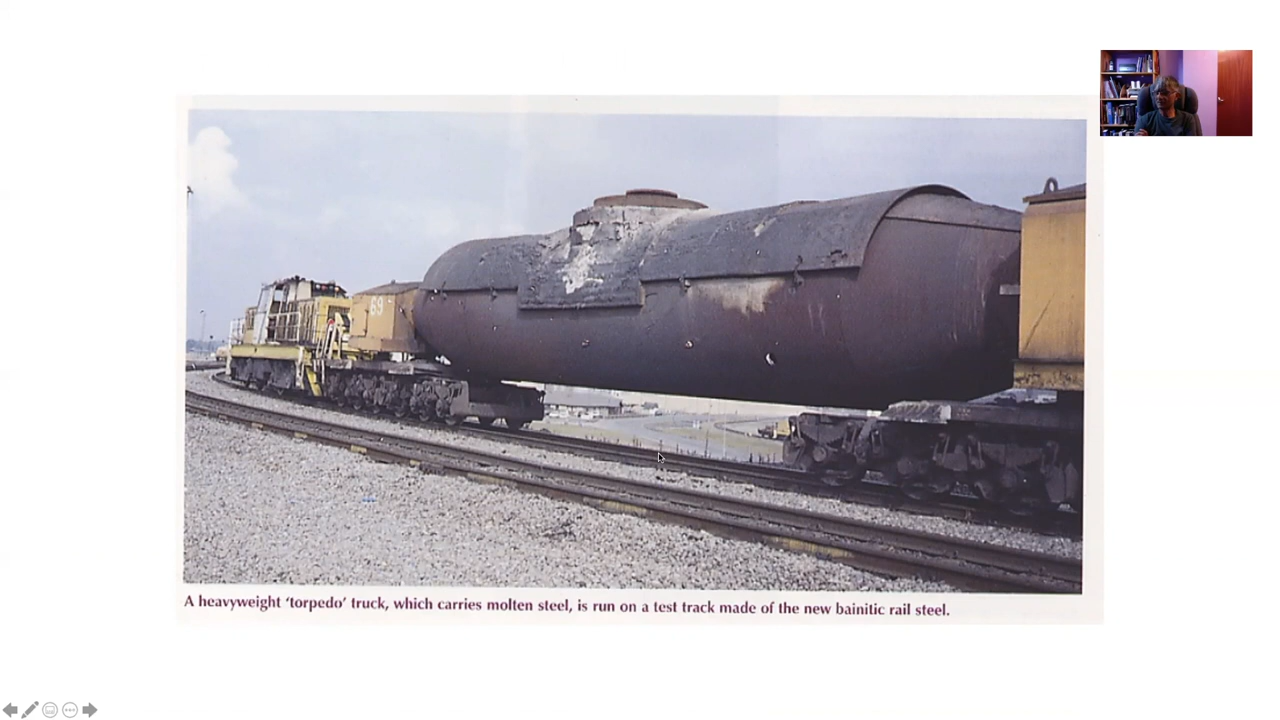 69
A heavyweight ‘torpedo’ truck, which carries molten steel, is run on a test track made of the new bainitic rail steel.